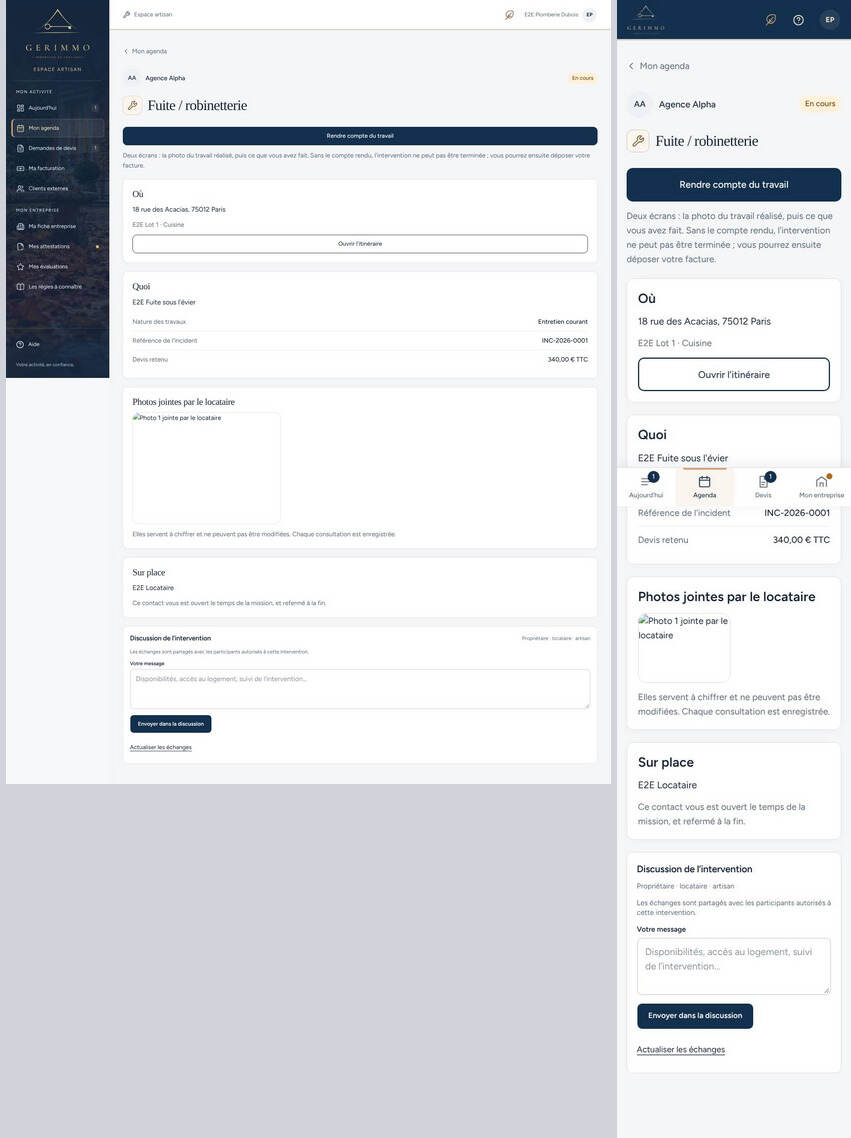 GERIMMO
ESPACE ARTISAN
MON ACTIVITÉ
Aujourd'hui 1
Mon agenda
Demandes de devis 1
Ma facturation
Clients externes
MON ENTREPRISE
Ma fiche entreprise
Mes attestations
Mes évaluations
Les règles à connaître
Aide
Votre activité, en confiance.
Espace artisan
E2E Plomberie Dubois EP
Mon agenda
AA Agence Alpha
En cours
Fuite / robinetterie
Rendre compte du travail
Deux écrans : la photo du travail réalisé, puis ce que vous avez fait. Sans le compte rendu, l'intervention ne peut pas être terminée ; vous pourrez ensuite déposer votre
facture.
Où
18 rue des Acacias, 75012 Paris
E2E Lot 1 · Cuisine
Ouvrir l'itinéraire
Quoi
E2E Fuite sous l'évier
Nature des travaux Entretien courant
Référence de l'incident INC-2026-0001
Devis retenu 340,00 € TTC
Photos jointes par le locataire
Photo 1 jointe par le locataire
Elles servent à chiffrer et ne peuvent pas être modifiées. Chaque consultation est enregistrée.
Sur place
E2E Locataire
Ce contact vous est ouvert le temps de la mission, et refermé à la fin.
Discussion de l'intervention
Propriétaire · locataire · artisan
Les échanges sont partagés avec les participants autorisés à cette intervention.
Votre message
Disponibilités, accès au logement, suivi de l'intervention...
Envoyer dans la discussion
Actualiser les échanges
GERIMMO
EP
Mon agenda
AA Agence Alpha
En cours
Fuite / robinetterie
Rendre compte du travail
Deux écrans : la photo du travail réalisé, puis ce que
vous avez fait. Sans le compte rendu, l'intervention
ne peut pas être terminée ; vous pourrez ensuite
déposer votre facture.
Où
18 rue des Acacias, 75012 Paris
E2E Lot 1 · Cuisine
Ouvrir l'itinéraire
Quoi
E2E Fuite sous l'évier
1 1
Aujourd'hui Agenda Devis Mon entreprise
Référence de l'incident INC-2026-0001
Devis retenu 340,00 € TTC
Photos jointes par le locataire
Photo 1 jointe par le
locataire
Elles servent à chiffrer et ne peuvent pas être
modifiées. Chaque consultation est enregistrée.
Sur place
E2E Locataire
Ce contact vous est ouvert le temps de la
mission, et refermé à la fin.
Discussion de l'intervention
Propriétaire · locataire · artisan
Les échanges sont partagés avec les participants autorisés à
cette intervention.
Votre message
Disponibilités, accès au logement, suivi
de l'intervention...
Envoyer dans la discussion
Actualiser les échanges